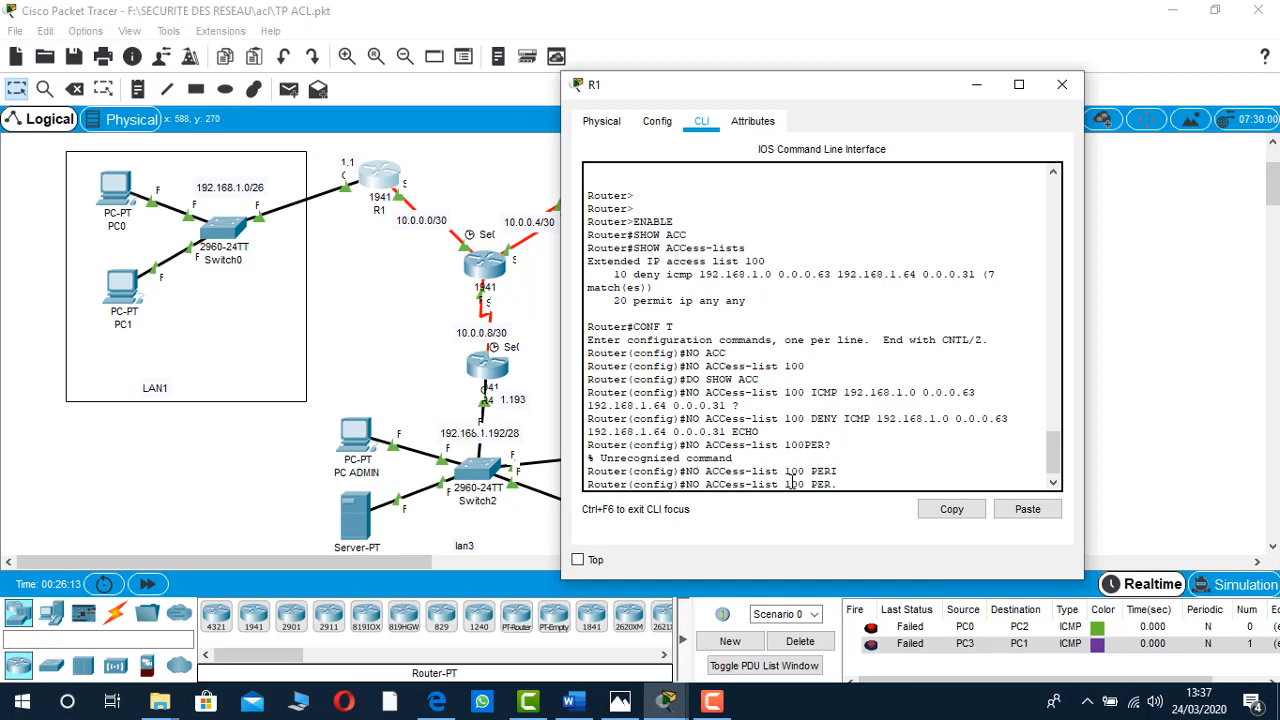 Cisco Packet Tracer - F:\SECURITE DES RESEAU\acl\TP ACL.pkt
File Edit Options View Tools Extensions Help
Logical Physical x: 588, y: 270
07:30:00
R1
Physical Config CLI Attributes
IOS Command Line Interface
Router>
Router>
Router>ENABLE
Router#SHOW ACC
Router#SHOW ACCess-lists
Extended IP access list 100
10 deny icmp 192.168.1.0 0.0.0.63 192.168.1.64 0.0.0.31 (7
match(es))
20 permit ip any any
Router#CONF T
Enter configuration commands, one per line. End with CNTL/Z.
Router(config)#NO ACC
Router(config)#NO ACCess-list 100
Router(config)#DO SHOW ACC
Router(config)#NO ACCess-list 100 ICMP 192.168.1.0 0.0.0.63
192.168.1.64 0.0.0.31 ?
Router(config)#NO ACCess-list 100 DENY ICMP 192.168.1.0 0.0.0.63
192.168.1.64 0.0.0.31 ECHO
Router(config)#NO ACCess-list 100PER?
% Unrecognized command
Router(config)#NO ACCess-list 100 PERI
Router(config)#NO ACCess-list 100 PER.
Ctrl+F6 to exit CLI focus
Copy Paste
Top
192.168.1.0/26
F
F
F
F
F
PC-PT
PC0
2960-24TT
Switch0
PC-PT
PC1
LAN1
1.1
1941
R1
S
10.0.0.0/30
10.0.0.4/30
Se(
S
1941
S
10.0.0.8/30
Se(
41
1.193
192.168.1.192/28
PC-PT
PC ADMIN
F
F
F
F
2960-24TT
Switch2
Server-PT
lan3
Time: 00:26:13
Realtime Simulation
4321 1941 2901 2911 819IOX 819HGW 829 1240 PT-Router PT-Empty 1841 2620XM 2621X
Router-PT
Scenario 0
New Delete
Toggle PDU List Window
Fire Last Status Source Destination Type Color Time(sec) Periodic Num E
Failed PC0 PC2 ICMP 0.000 N 0 (e
Failed PC3 PC1 ICMP 0.000 N 1 (e
13:37
24/03/2020
4